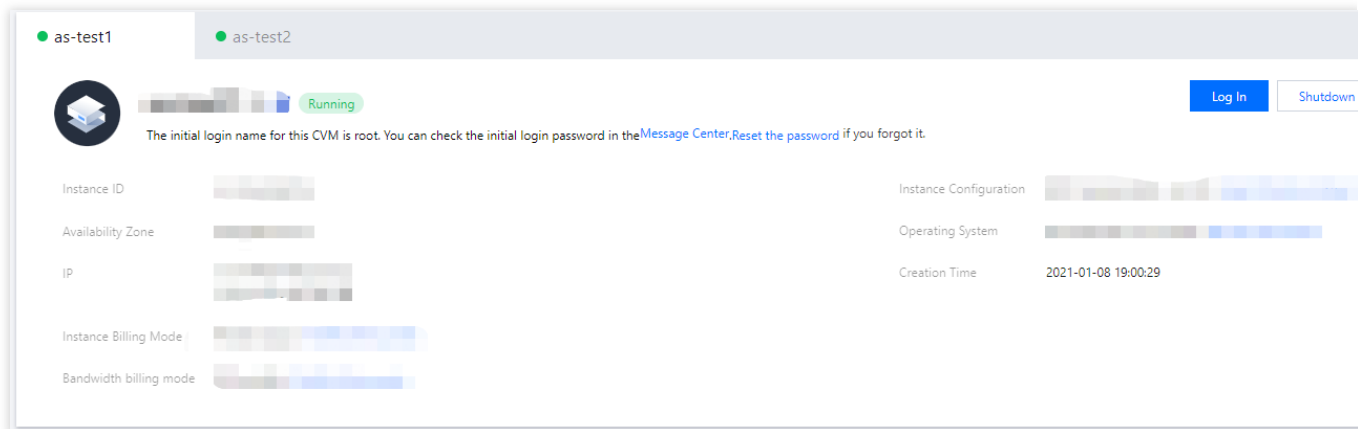 as-test1
as-test2
Running
Log In
Shutdown
The initial login name for this CVM is root. You can check the initial login password in the Message Center.Reset the password if you forgot it.
Instance ID
Instance Configuration
Availability Zone
Operating System
IP
Creation Time 2021-01-08 19:00:29
Instance Billing Mode
Bandwidth billing mode